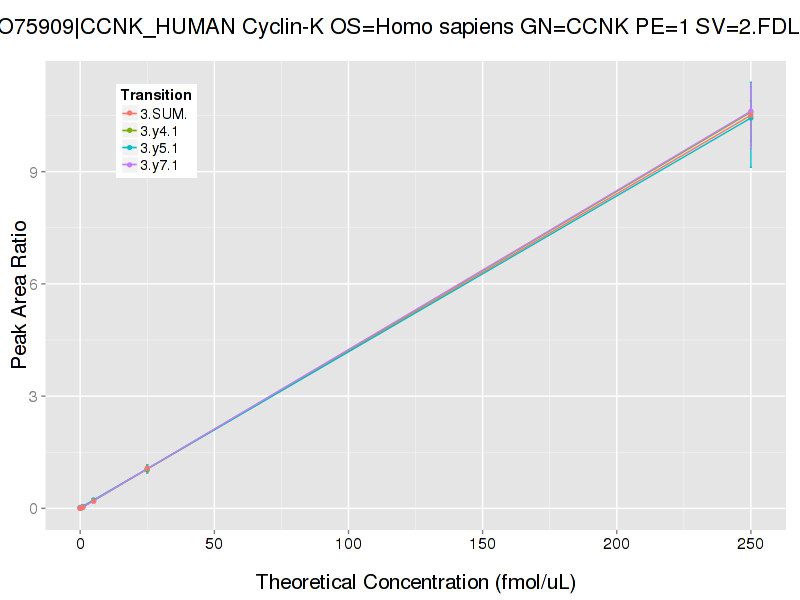 O75909|CCNK_HUMAN Cyclin-K OS=Homo sapiens GN=CCNK PE=1 SV=2.FDL
Transition
3.SUM.
3.y4.1
3.y5.1
3.y7.1
9
6
3
0
Peak Area Ratio
0 50 100 150 200 250
Theoretical Concentration (fmol/uL)